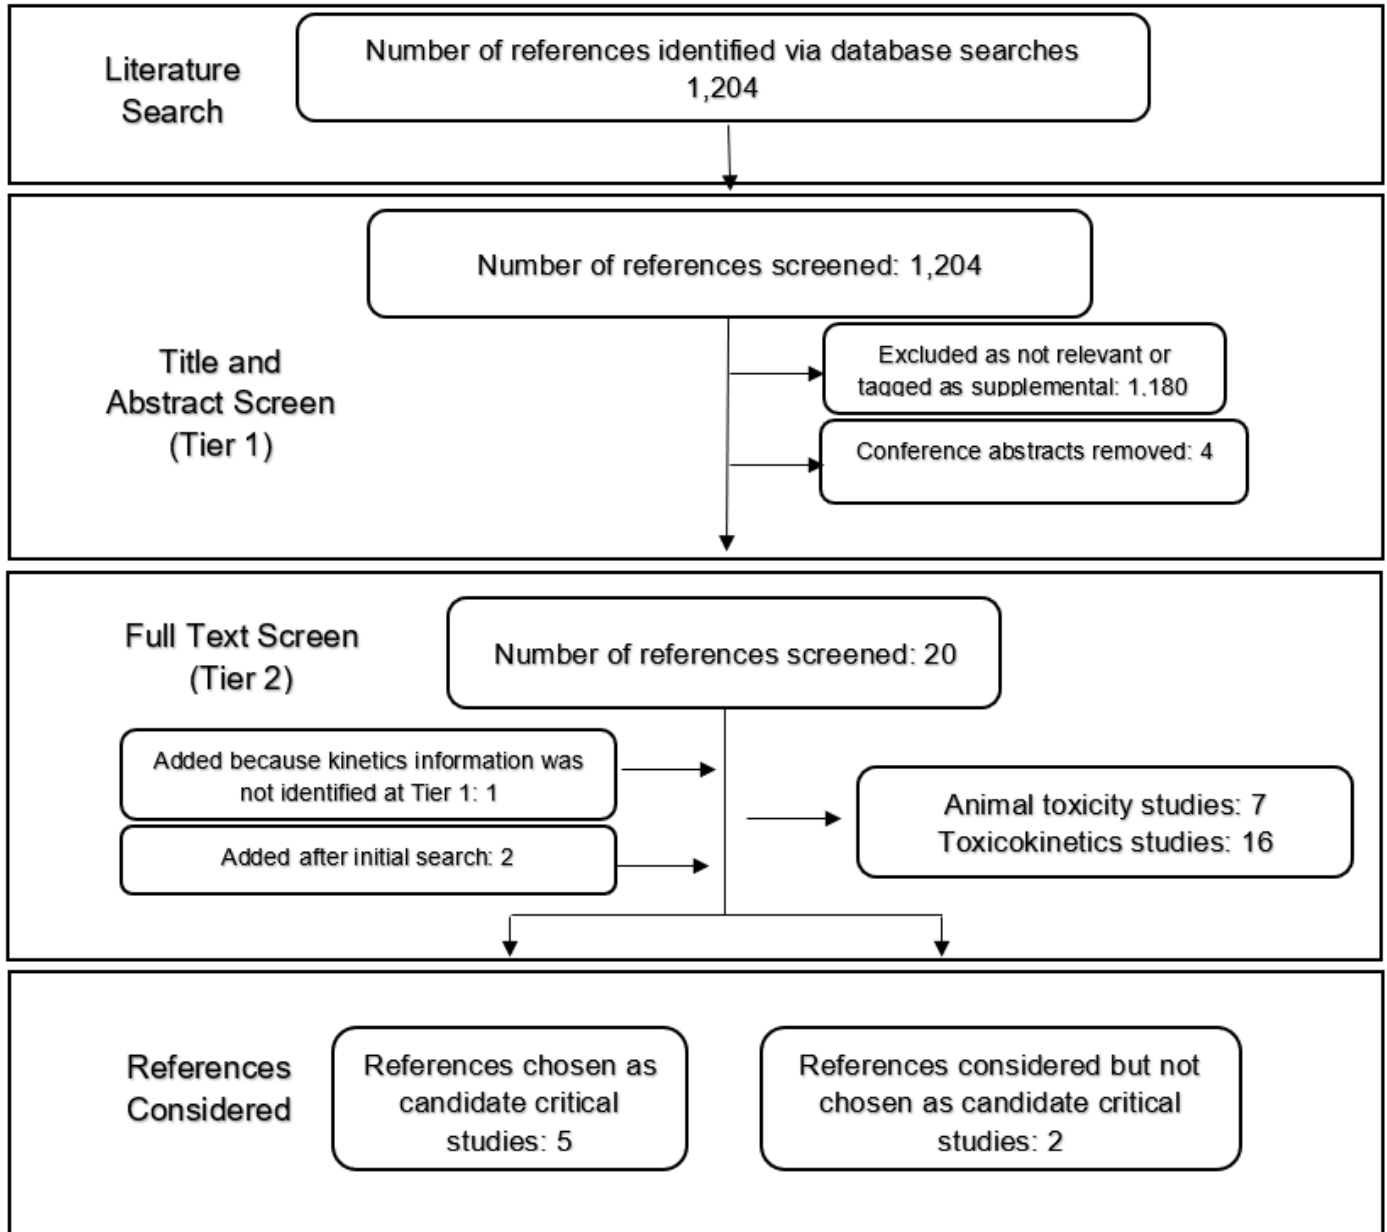 Literature
Search
Number of references identified via database searches
1,204
Number of references screened: 1,204
Title and
Abstract Screen
(Tier 1)
Excluded as not relevant or
tagged as supplemental: 1,180
Conference abstracts removed: 4
Full Text Screen
(Tier 2)
Number of references screened: 20
Added because kinetics information was
not identified at Tier 1: 1
Added after initial search: 2
Animal toxicity studies: 7
Toxicokinetics studies: 16
References
Considered
References chosen as
candidate critical
studies: 5
References considered but not
chosen as candidate critical
studies: 2